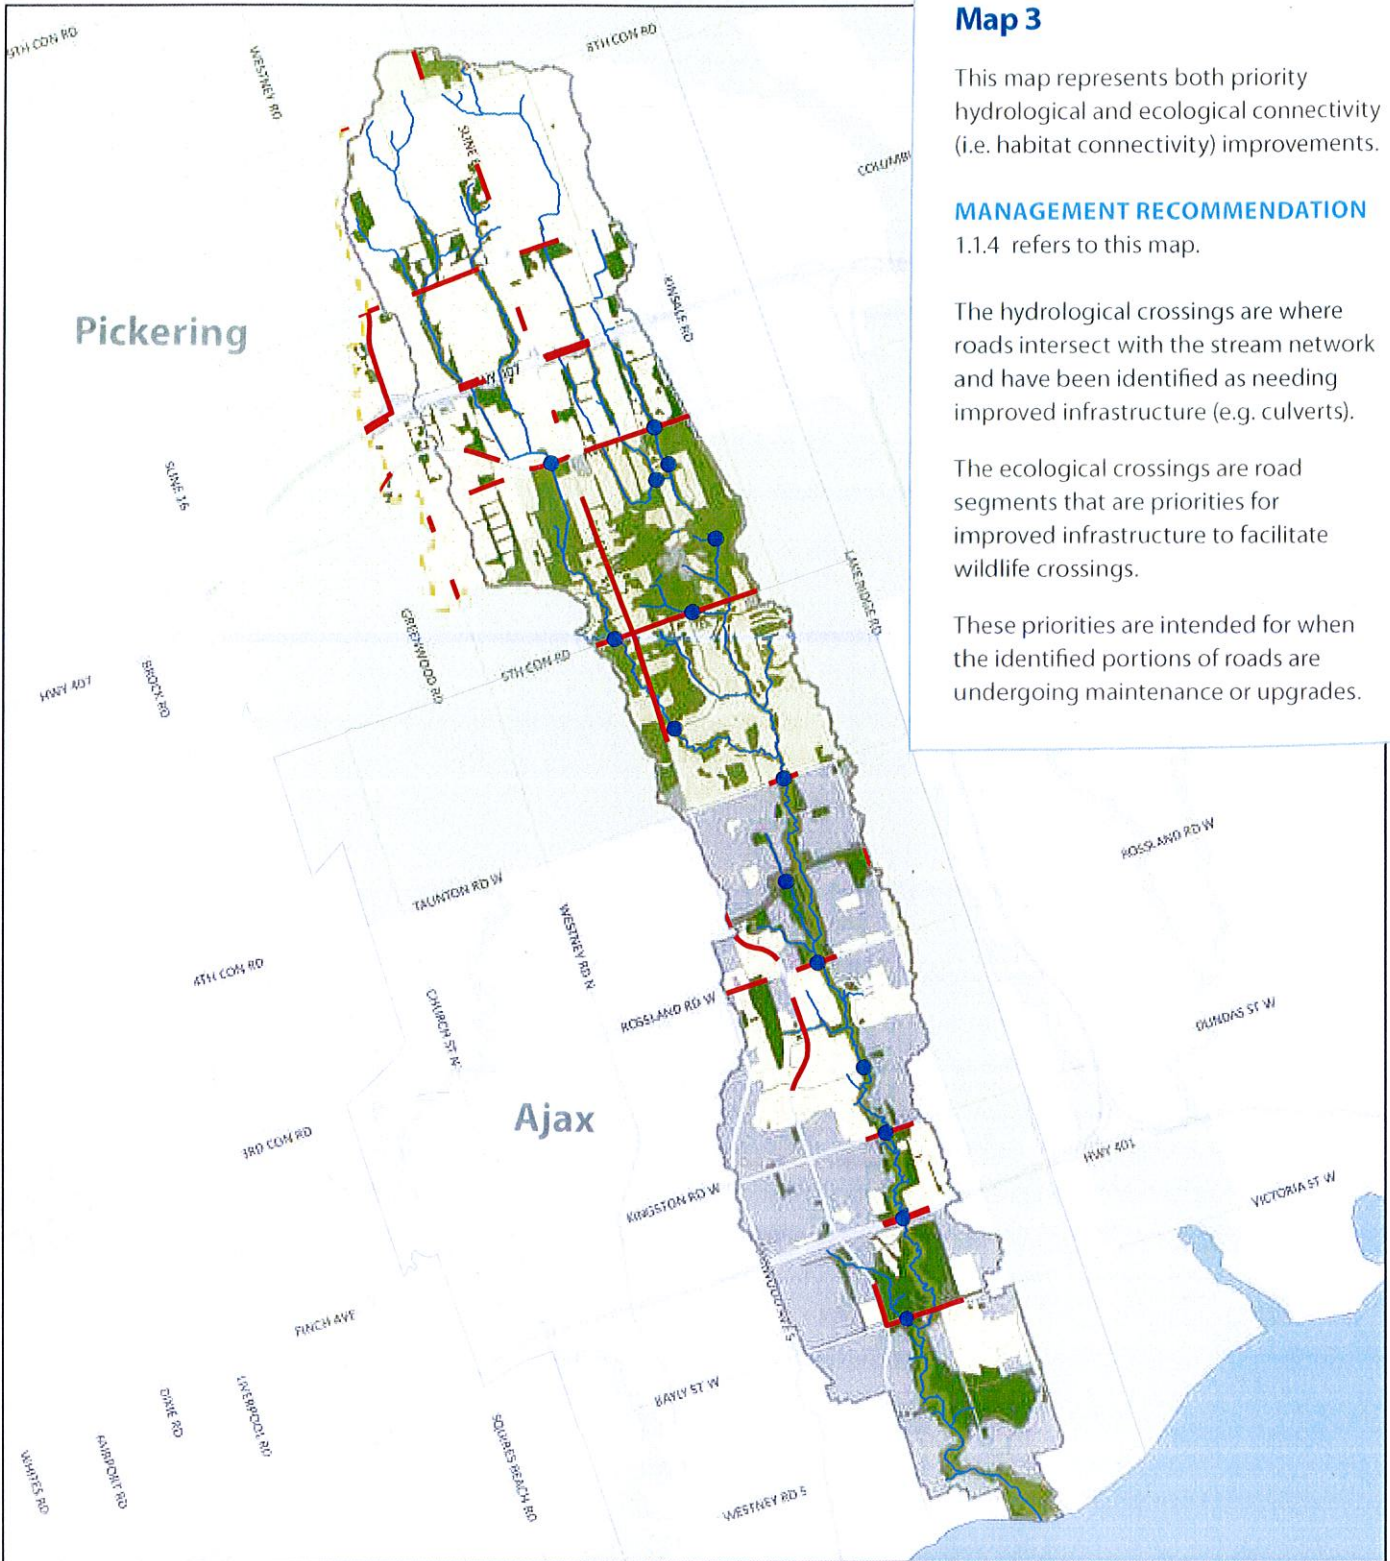 Map 3
This map represents both priority
hydrological and ecological connectivity
(i.e. habitat connectivity) improvements.
MANAGEMENT RECOMMENDATION
1.1.4 refers to this map.
The hydrological crossings are where
roads intersect with the stream network
and have been identified as needing
improved infrastructure (e.g. culverts).
The ecological crossings are road
segments that are priorities for
improved infrastructure to facilitate
wildlife crossings.
These priorities are intended for when
the identified portions of roads are
undergoing maintenance or upgrades.
9TH CON RD
WESTNEY RD
8TH CON RD
KINSALE RD
Pickering
SLINE 16
LAKE RIDGE RD
GREENWOOD RD
5TH CON RD
HWY 407
BROCK RD
ROSSLAND RD W
TAUNTON RD W
WESTNEY RD N
4TH CON RD
CHURCH ST N
ROSSLAND RD W
DUNDAS ST W
Ajax
3RD CON RD
HWY 401
KINGSTON RD W
VICTORIA ST W
FINCH AVE
BAYLY ST W
DIXIE RD
LIVERPOOL RD
FAIRPORT RD
WHITES RD
SQUIRES BEACH RD
WESTNEY RD S